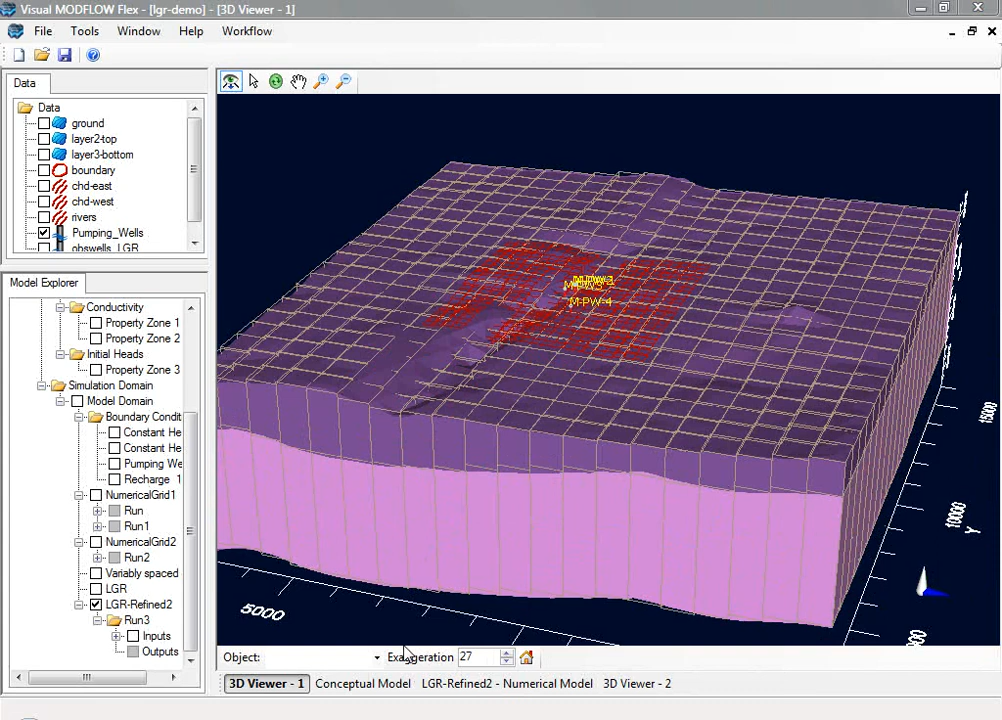 Visual MODFLOW Flex - [lgr-demo] - [3D Viewer - 1]
File Tools Window Help Workflow
Data
Data
ground
layer2-top
layer3-bottom
boundary
chd-east
chd-west
rivers
Pumping_Wells
obswells_LGR
Model Explorer
Conductivity
Property Zone 1
Property Zone 2
Initial Heads
Property Zone 3
Simulation Domain
Model Domain
Boundary Condit
Constant He
Constant He
Pumping We
Recharge 1
NumericalGrid1
Run
Run1
NumericalGrid2
Run2
Variably spaced
LGR
LGR-Refined2
Run3
Inputs
Outputs
M-PW-4
15000
10000
Y
5000
Object:
Exaggeration 27
3D Viewer - 1 Conceptual Model LGR-Refined2 - Numerical Model 3D Viewer - 2